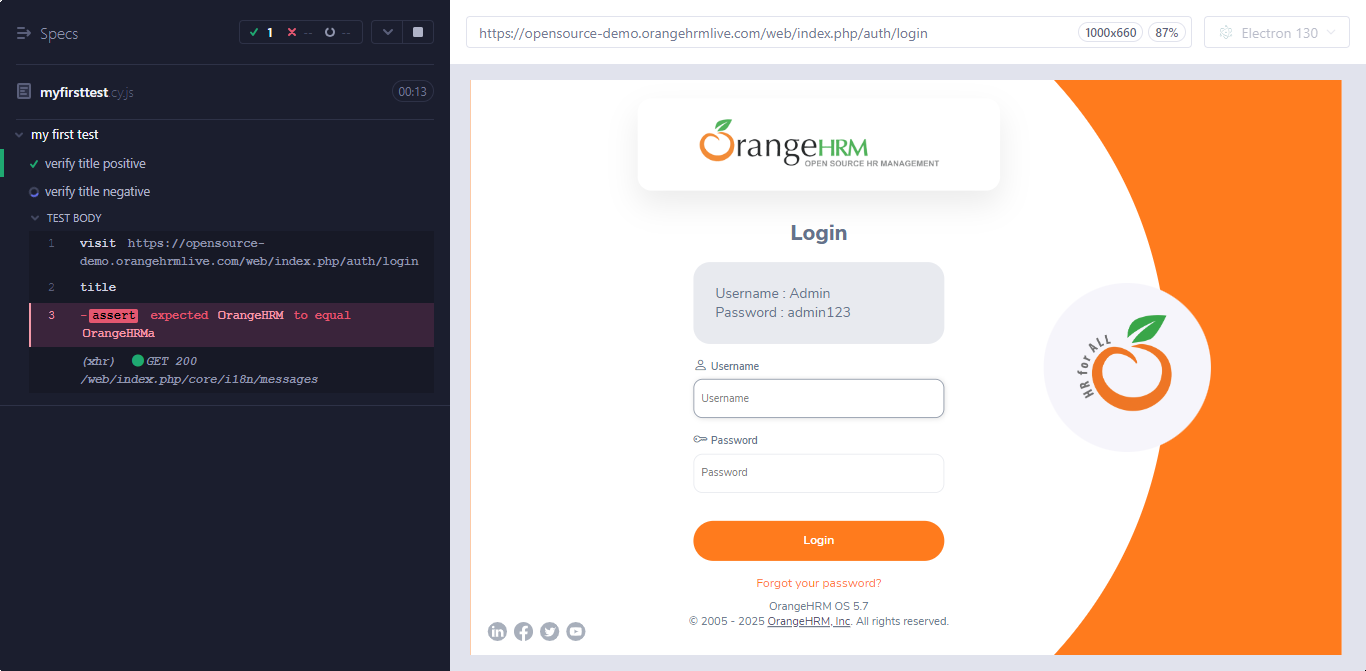 Specs
1 -- --
myfirsttest.cy.js
00:13
my first test
verify title positive
verify title negative
TEST BODY
1 visit https://opensource-
demo.orangehrmlive.com/web/index.php/auth/login
2 title
3 -assert expected OrangeHRM to equal
OrangeHRMa
(xhr) GET 200
/web/index.php/core/i18n/messages
https://opensource-demo.orangehrmlive.com/web/index.php/auth/login
1000x660
87%
Electron 130
OrangeHRM
OPEN SOURCE HR MANAGEMENT
Login
Username : Admin
Password : admin123
Username
Username
Password
Password
Login
Forgot your password?
OrangeHRM OS 5.7
© 2005 - 2025 OrangeHRM, Inc. All rights reserved.
HR for ALL